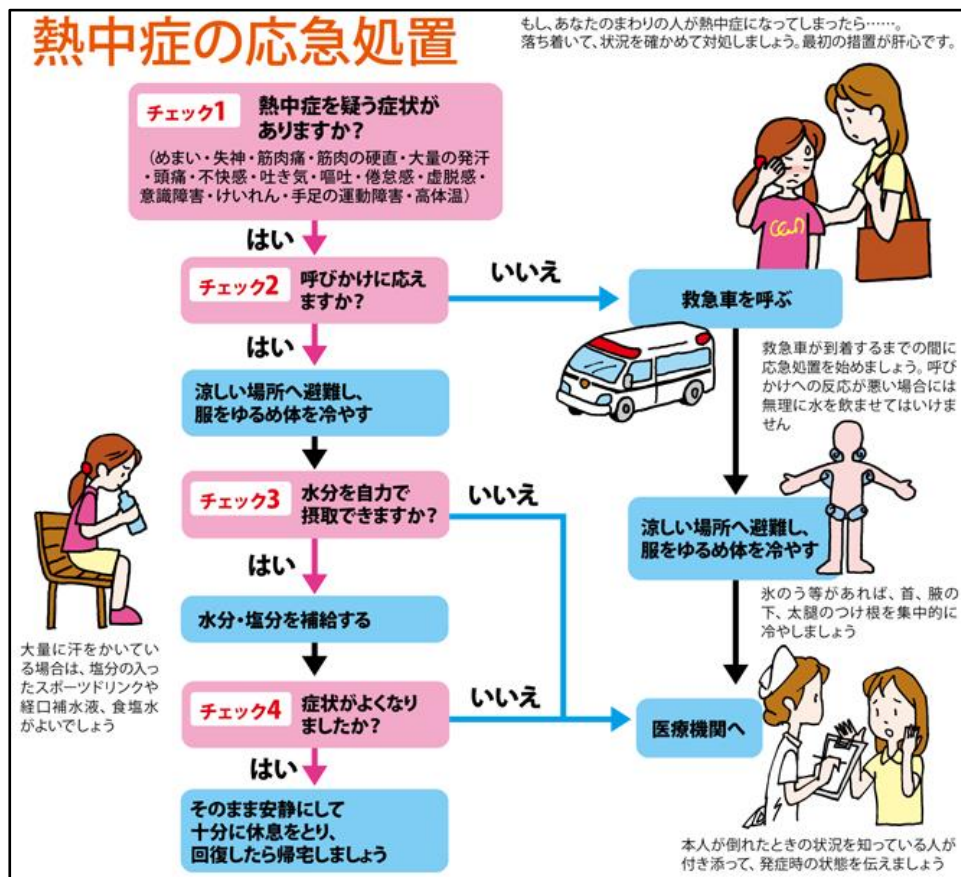 熱中症の応急処置
もし、あなたのまわりの人が熱中症になってしまったら……。
落ち着いて、状況を確かめて対処しましょう。最初の措置が肝心です。
チェック1
熱中症を疑う症状が
ありますか?
(めまい・失神・筋肉痛・筋肉の硬直・大量の発汗
・頭痛・不快感・吐き気・嘔吐・倦怠感・虚脱感・
意識障害・けいれん・手足の運動障害・高体温)
はい
チェック2
呼びかけに応え
ますか?
いいえ
救急車を呼ぶ
はい
救急車が到着するまでの間に
応急処置を始めましょう。呼び
かけへの反応が悪い場合には
無理に水を飲ませてはいけま
せん
涼しい場所へ避難し、
服をゆるめ体を冷やす
チェック3
水分を自力で
摂取できますか?
いいえ
涼しい場所へ避難し、
服をゆるめ体を冷やす
はい
氷のう等があれば、首、腋の
下、太腿のつけ根を集中的に
冷やしましょう
水分・塩分を補給する
大量に汗をかいてい
る場合は、塩分の入っ
たスポーツドリンクや
経口補水液、食塩水
がよいでしょう
チェック4
症状がよくなり
ましたか?
いいえ
医療機関へ
はい
そのまま安静にして
十分に休息をとり、
回復したら帰宅しましょう
本人が倒れたときの状況を知っている人が
付き添って、発症時の状態を伝えましょう